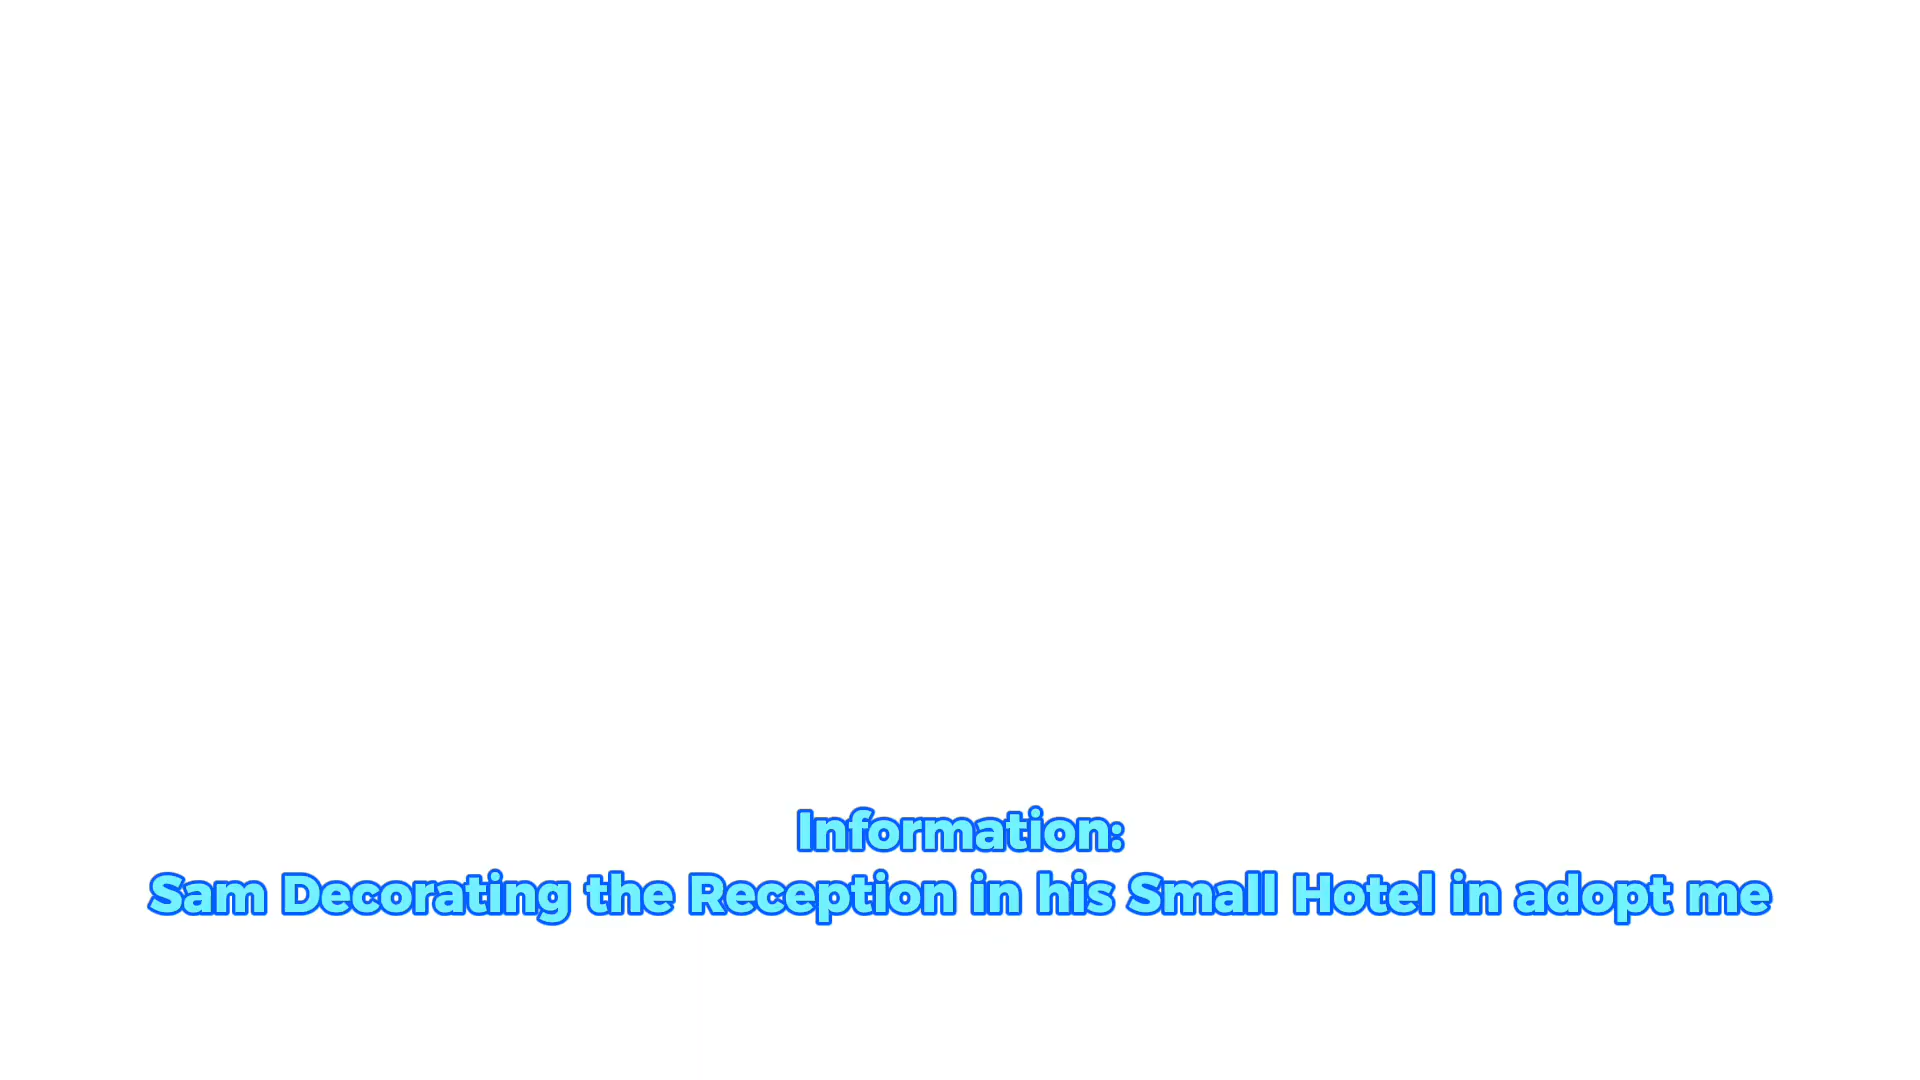 Information:
Sam Decorating the Reception in his Small Hotel in adopt me